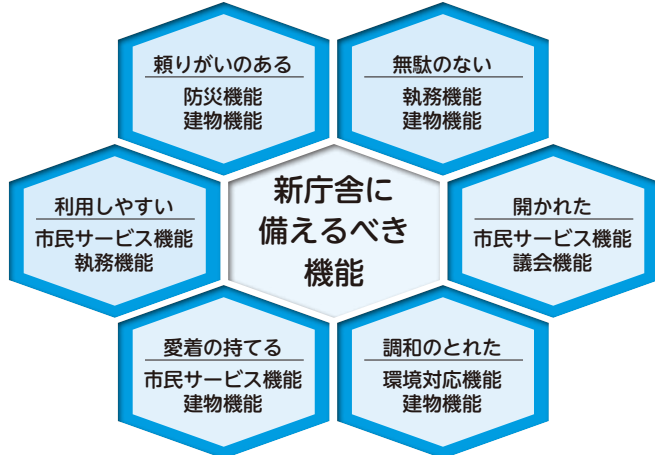 頼りがいのある
防災機能
建物機能
無駄のない
執務機能
建物機能
利用しやすい
市民サービス機能
執務機能
新庁舎に
備えるべき
機能
開かれた
市民サービス機能
議会機能
愛着の持てる
市民サービス機能
建物機能
調和のとれた
環境対応機能
建物機能